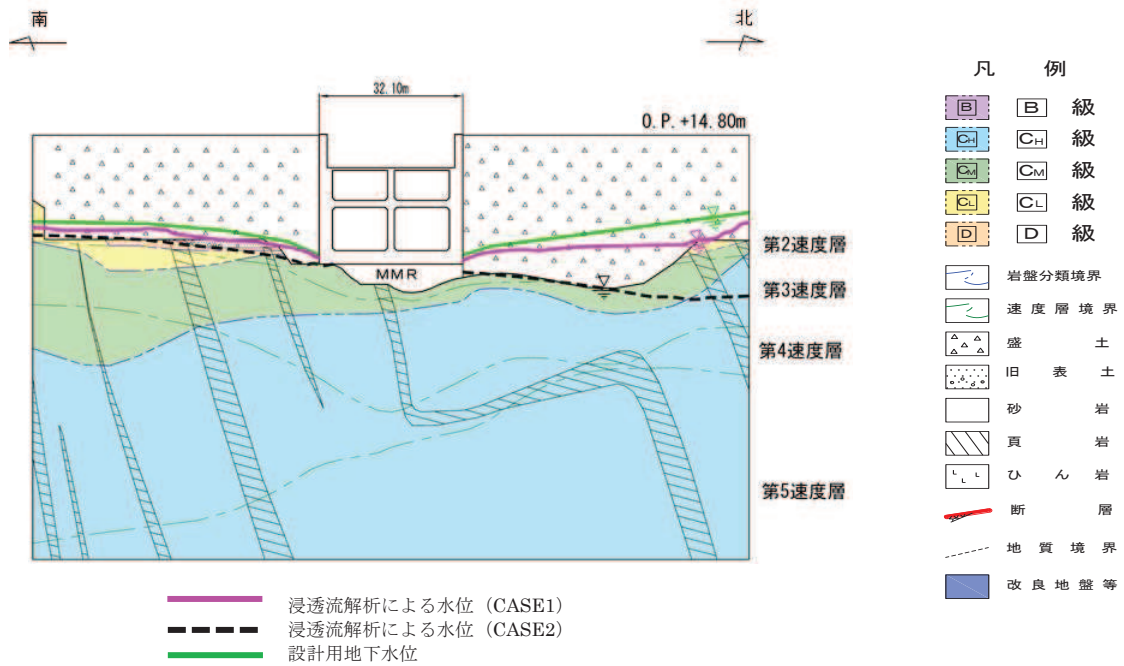 南
北
32.10m
O.P.+14.80m
MMR
第2速度層
第3速度層
第4速度層
第5速度層
凡 例
B B 級
CH CH 級
CM CM 級
CL CL 級
D D 級
岩盤分類境界
速度層境界
盛土
旧表土
砂岩
頁岩
ひん岩
断層
地質境界
改良地盤等
浸透流解析による水位（CASE1）
浸透流解析による水位（CASE2）
設計用地下水位